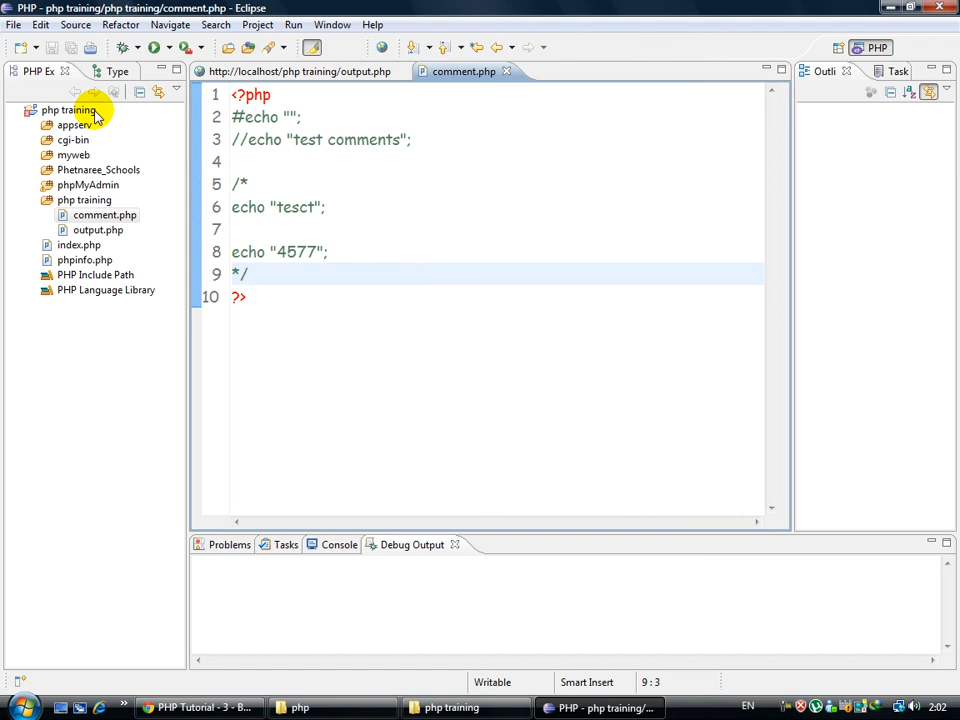 PHP - php training/php training/comment.php - Eclipse
File Edit Source Refactor Navigate Search Project Run Window Help
PHP
PHP Ex Type
http://localhost/php training/output.php comment.php
Outli Task
php training
appserv
cgi-bin
myweb
Phetnaree_Schools
phpMyAdmin
php training
comment.php
output.php
index.php
phpinfo.php
PHP Include Path
PHP Language Library
1 <?php
2 #echo "";
3 //echo "test comments";
4
5 /*
6 echo "tesct";
7
8 echo "4577";
9 */
10 ?>
Problems Tasks Console Debug Output
Writable Smart Insert 9 : 3
PHP Tutorial - 3 - B... php php training PHP - php training/... EN 2:02